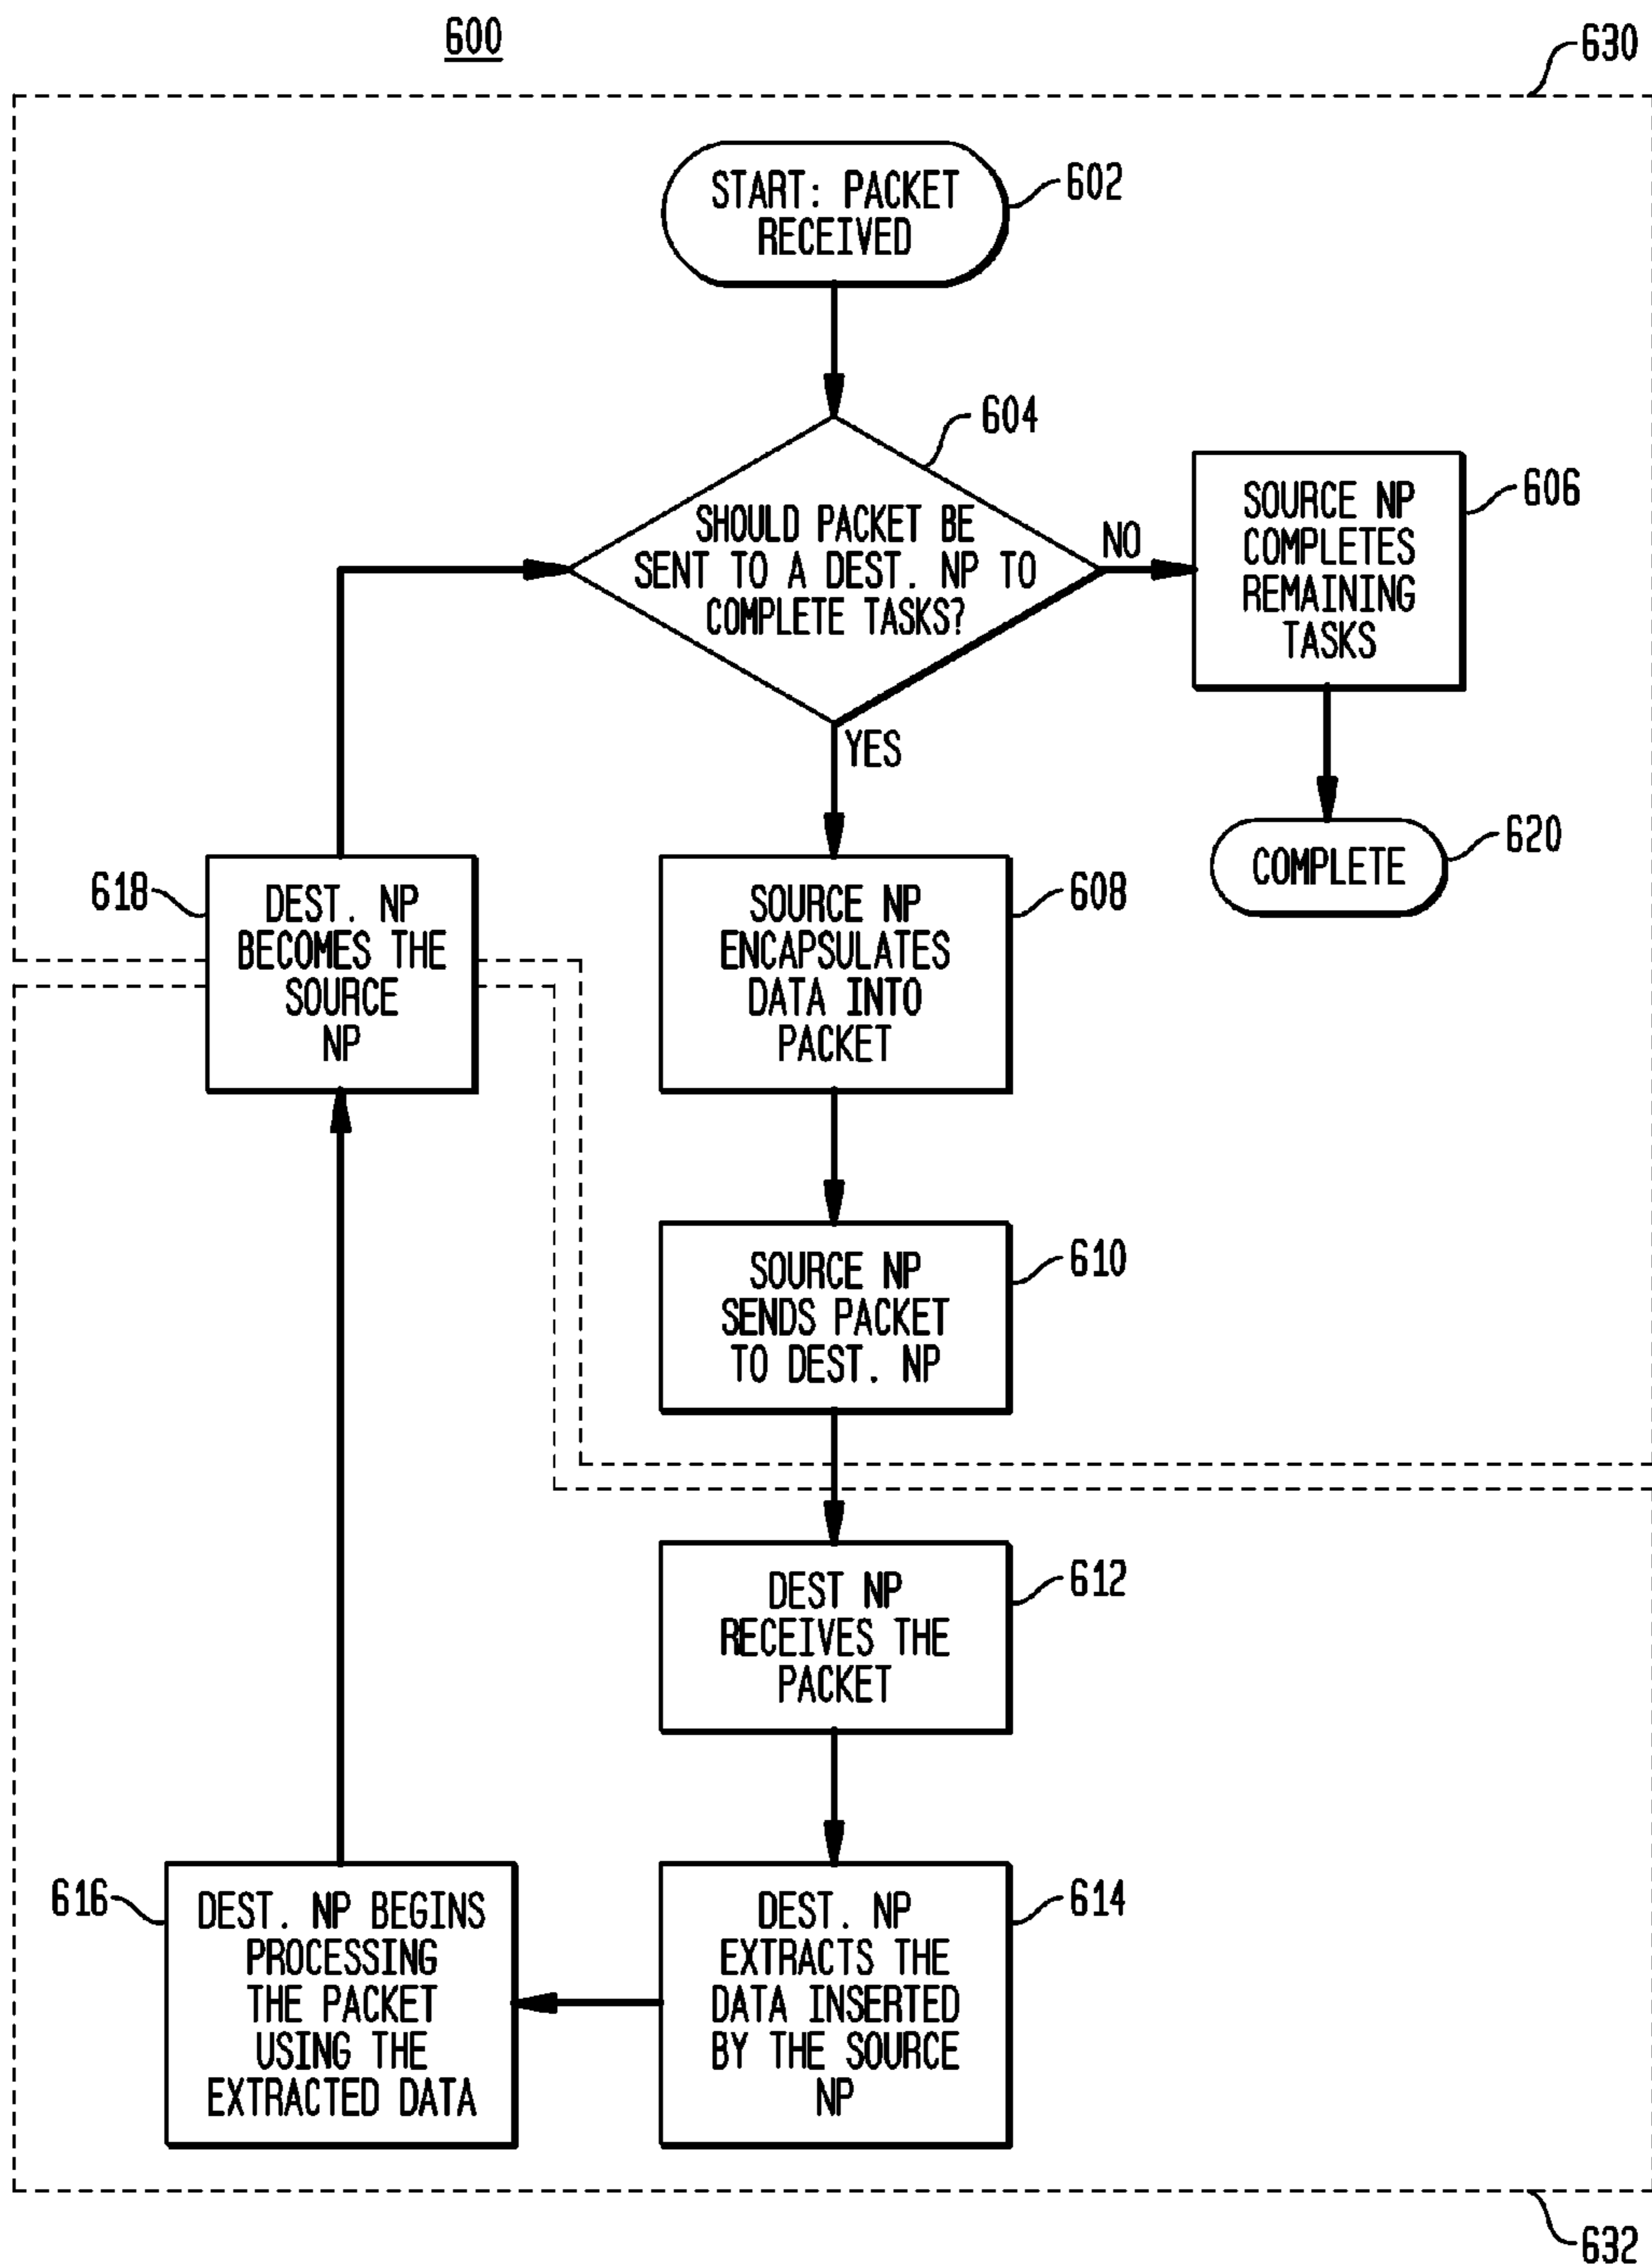 600
630
START: PACKET
RECEIVED
602
604
SHOULD PACKET BE
SENT TO A DEST. NP TO
COMPLETE TASKS?
NO
YES
SOURCE NP
COMPLETES
REMAINING
TASKS
606
COMPLETE
620
618
DEST. NP
BECOMES THE
SOURCE
NP
SOURCE NP
ENCAPSULATES
DATA INTO
PACKET
608
SOURCE NP
SENDS PACKET
TO DEST. NP
610
DEST NP
RECEIVES THE
PACKET
612
616
DEST. NP BEGINS
PROCESSING
THE PACKET
USING THE
EXTRACTED DATA
DEST. NP
EXTRACTS THE
DATA INSERTED
BY THE SOURCE
NP
614
632